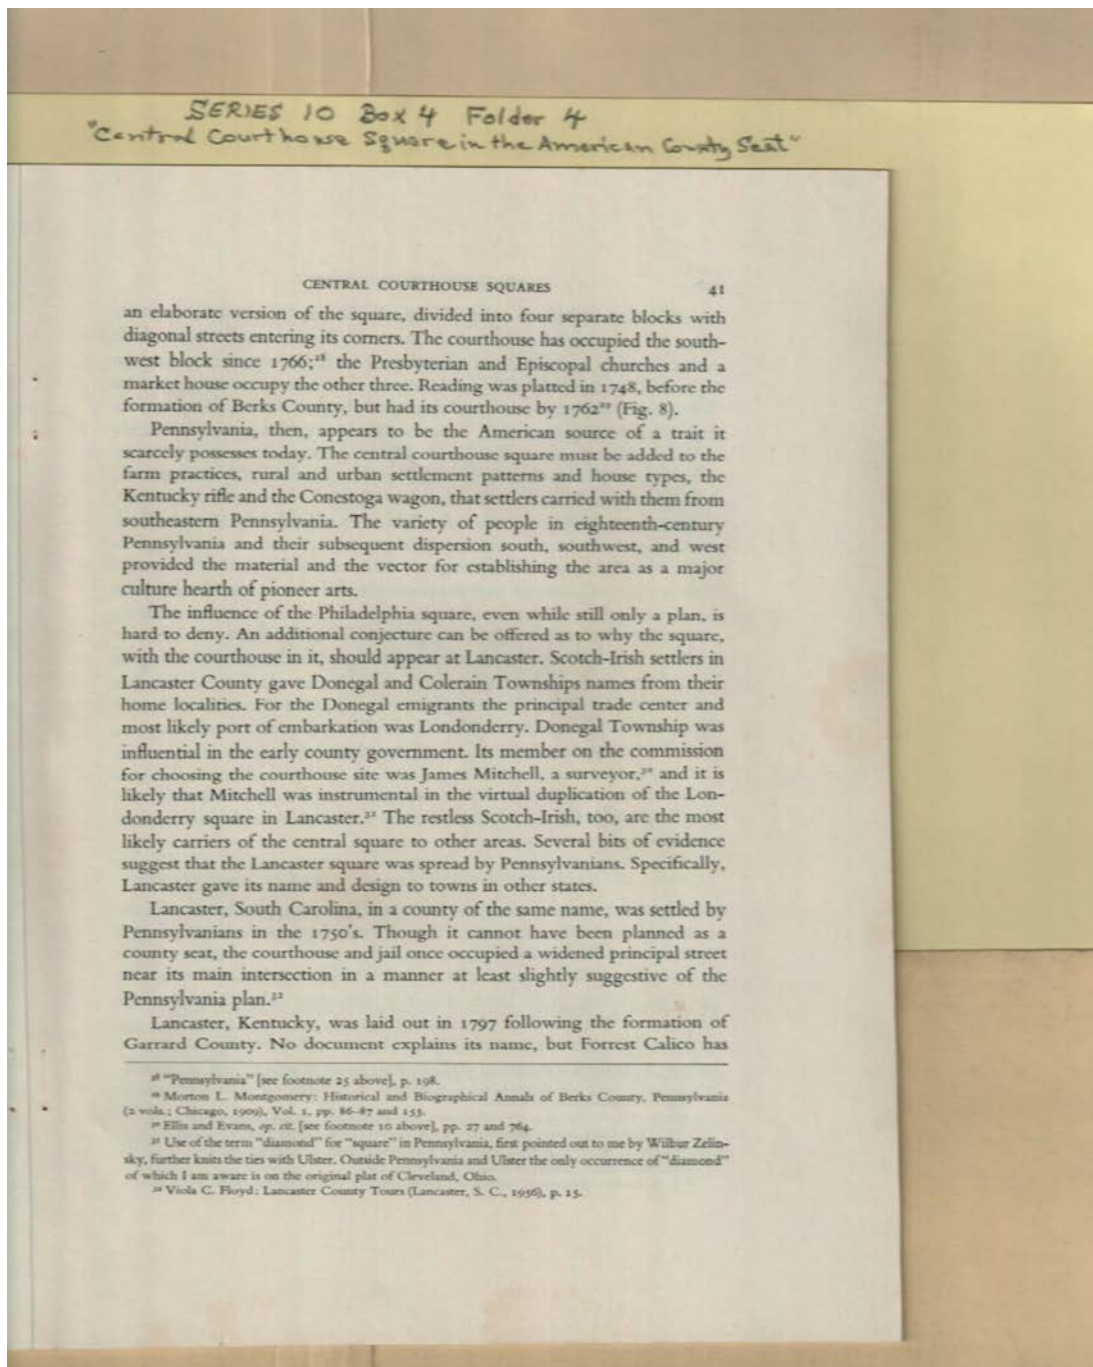 SERIES 10 Box 4 Folder 4
"Central Courthouse Square in the American County Seat"
CENTRAL COURTHOUSE SQUARES 41
an elaborate version of the square, divided into four separate blocks with
diagonal streets entering its corners. The courthouse has occupied the south-
west block since 1766;²⁸ the Presbyterian and Episcopal churches and a
market house occupy the other three. Reading was platted in 1748, before the
formation of Berks County, but had its courthouse by 1762²⁹ (Fig. 8).
Pennsylvania, then, appears to be the American source of a trait it
scarcely possesses today. The central courthouse square must be added to the
farm practices, rural and urban settlement patterns and house types, the
Kentucky rifle and the Conestoga wagon, that settlers carried with them from
southeastern Pennsylvania. The variety of people in eighteenth-century
Pennsylvania and their subsequent dispersion south, southwest, and west
provided the material and the vector for establishing the area as a major
culture hearth of pioneer arts.
The influence of the Philadelphia square, even while still only a plan, is
hard to deny. An additional conjecture can be offered as to why the square,
with the courthouse in it, should appear at Lancaster. Scotch-Irish settlers in
Lancaster County gave Donegal and Colerain Townships names from their
home localities. For the Donegal emigrants the principal trade center and
most likely port of embarkation was Londonderry. Donegal Township was
influential in the early county government. Its member on the commission
for choosing the courthouse site was James Mitchell, a surveyor,³⁰ and it is
likely that Mitchell was instrumental in the virtual duplication of the Lon-
donderry square in Lancaster.³¹ The restless Scotch-Irish, too, are the most
likely carriers of the central square to other areas. Several bits of evidence
suggest that the Lancaster square was spread by Pennsylvanians. Specifically,
Lancaster gave its name and design to towns in other states.
Lancaster, South Carolina, in a county of the same name, was settled by
Pennsylvanians in the 1750's. Though it cannot have been planned as a
county seat, the courthouse and jail once occupied a widened principal street
near its main intersection in a manner at least slightly suggestive of the
Pennsylvania plan.³²
Lancaster, Kentucky, was laid out in 1797 following the formation of
Garrard County. No document explains its name, but Forrest Calico has
²⁸ "Pennsylvania" [see footnote 25 above], p. 198.
²⁹ Morton L. Montgomery: Historical and Biographical Annals of Berks County, Pennsylvania
(2 vols.; Chicago, 1909), Vol. 1, pp. 86-87 and 153.
³⁰ Ellis and Evans, op. cit. [see footnote 10 above], pp. 27 and 764.
³¹ Use of the term "diamond" for "square" in Pennsylvania, first pointed out to me by Wilbur Zelin-
sky, further knits the ties with Ulster. Outside Pennsylvania and Ulster the only occurrence of "diamond"
of which I am aware is on the original plat of Cleveland, Ohio.
³² Viola C. Floyd: Lancaster County Tours (Lancaster, S. C., 1956), p. 15.